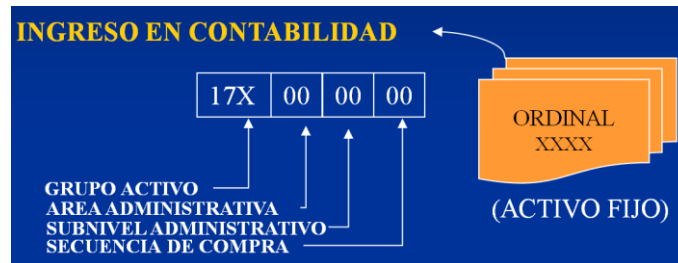 INGRESO EN CONTABILIDAD
17X 00 00 00
ORDINAL
XXXX
GRUPO ACTIVO
AREA ADMINISTRATIVA
SUBNIVEL ADMINISTRATIVO
SECUENCIA DE COMPRA
(ACTIVO FIJO)